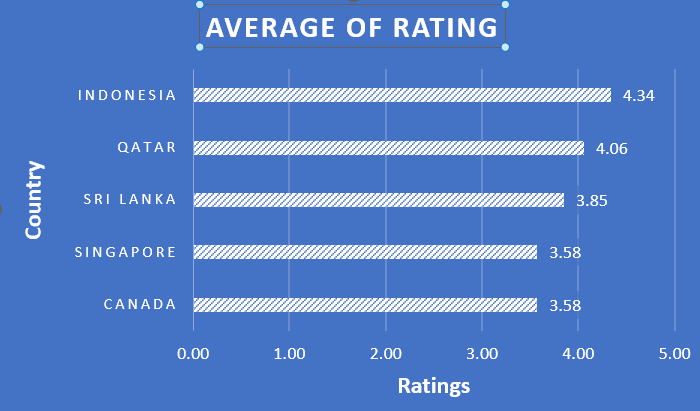 AVERAGE OF RATING
INDONESIA 4.34
QATAR 4.06
SRI LANKA 3.85
SINGAPORE 3.58
CANADA 3.58
Country
0.00 1.00 2.00 3.00 4.00 5.00
Ratings